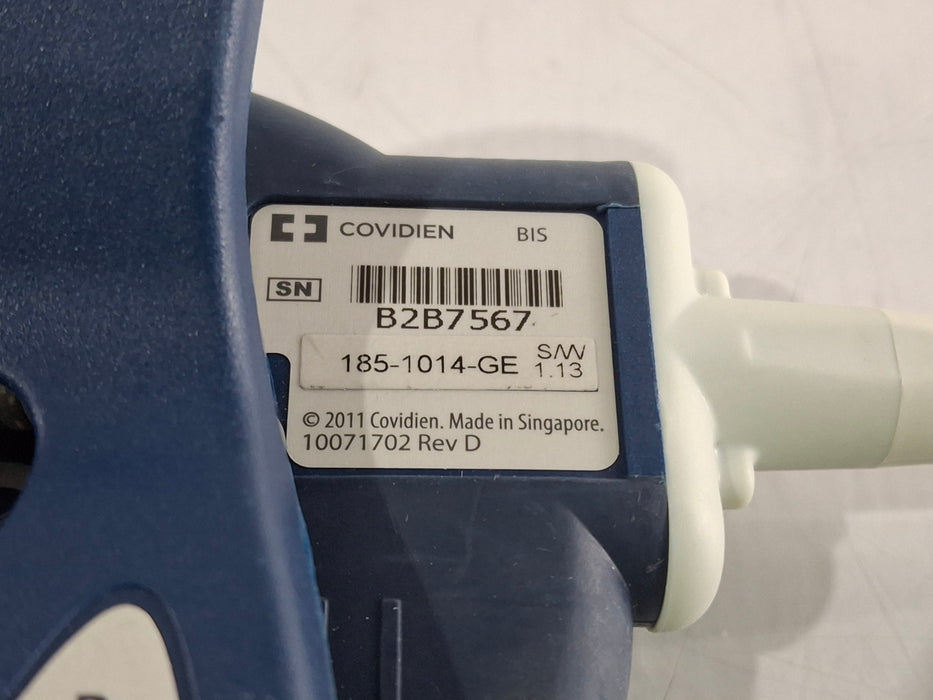 COVIDIEN BIS
SN
B2B7567
185-1014-GE S/W 1.13
© 2011 Covidien. Made in Singapore.
10071702 Rev D